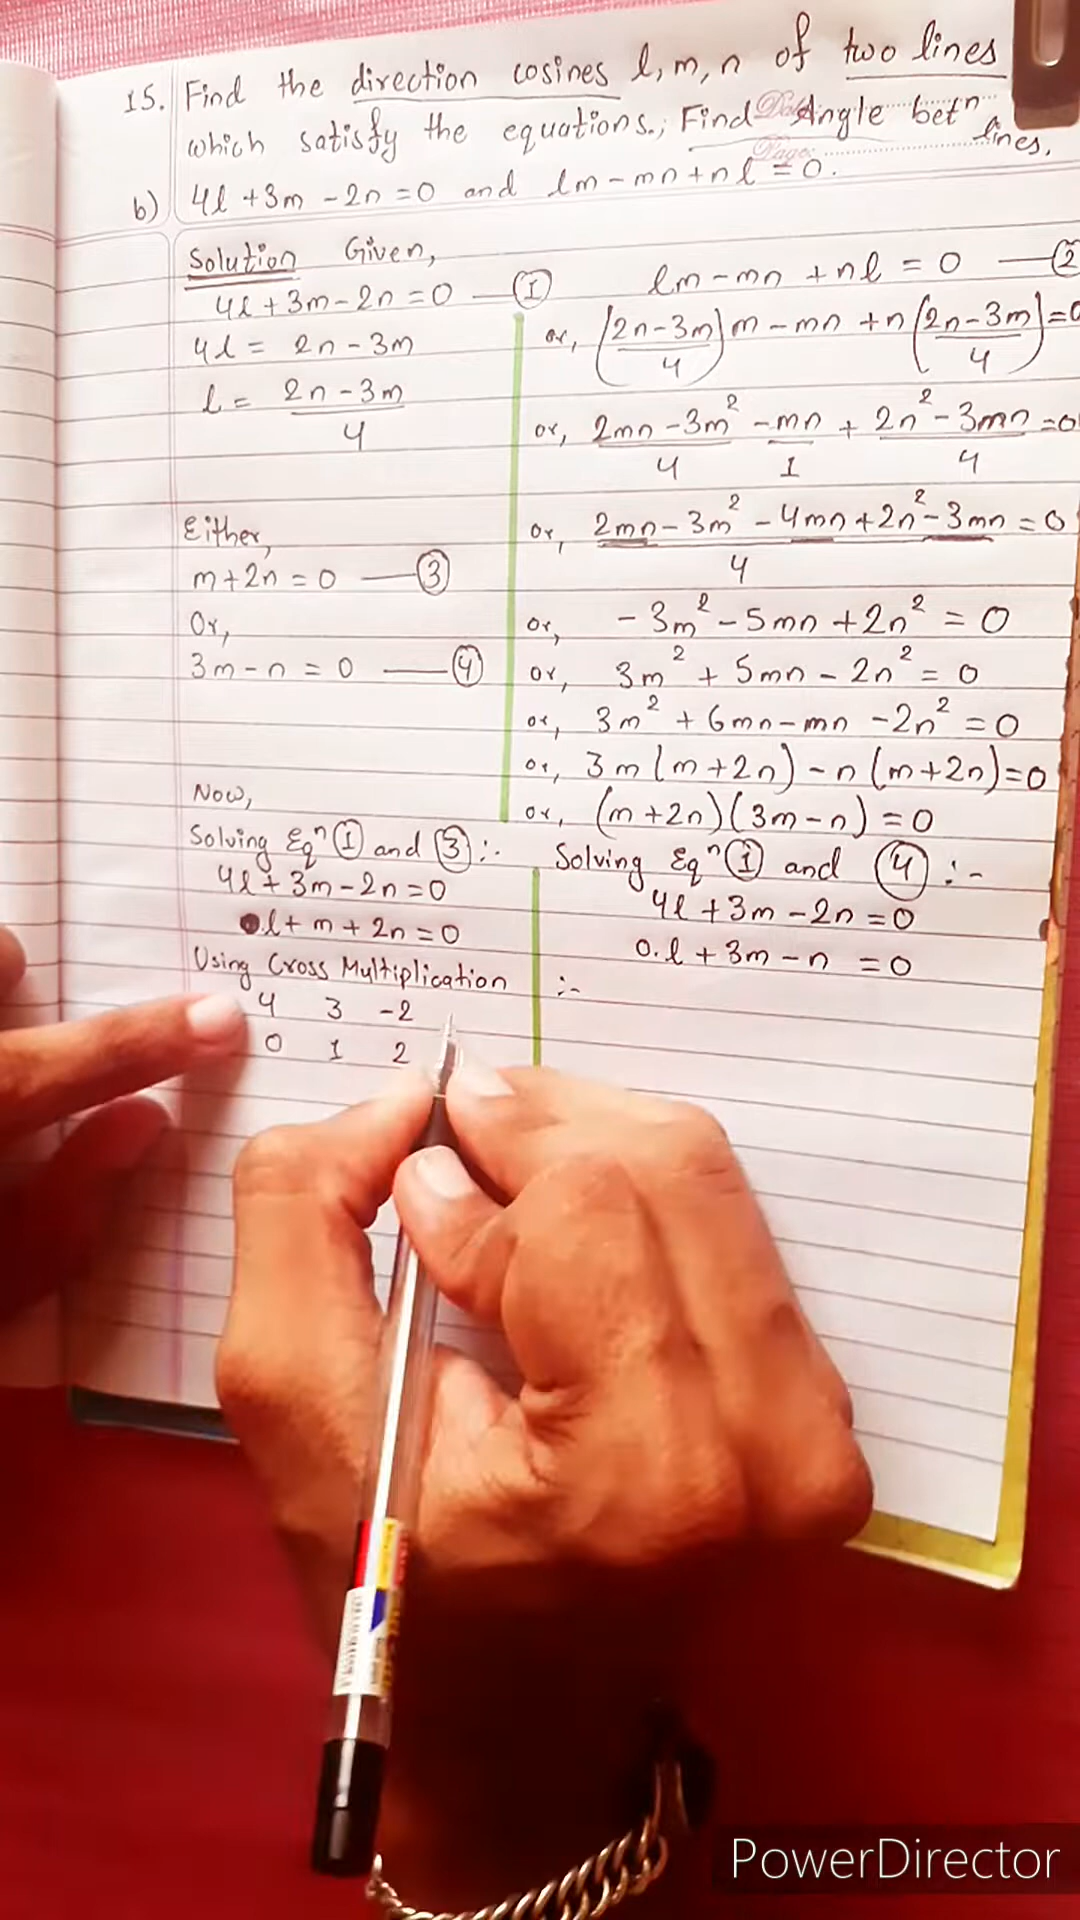 15. Find the direction cosines l, m, n of two lines
which satisfy the equations.; Find Angle betn lines.
b) 4l + 3m - 2n = 0 and lm - mn + nl = 0.
Solution Given,
4l + 3m - 2n = 0 — ①
4l = 2n - 3m
l = (2n - 3m)/4
Either,
m + 2n = 0 — ③
Or,
3m - n = 0 — ④
lm - mn + nl = 0 — ②
or, (2n - 3m / 4) m - mn + n (2n - 3m / 4) = 0
or, 2mn - 3m² / 4 - mn / 1 + 2n² - 3mn / 4 = 0
or, 2mn - 3m² - 4mn + 2n² - 3mn / 4 = 0
or, - 3m² - 5mn + 2n² = 0
or, 3m² + 5mn - 2n² = 0
or, 3m² + 6mn - mn - 2n² = 0
or, 3m (m + 2n) - n (m + 2n) = 0
or, (m + 2n) (3m - n) = 0
Now,
Solving Eqn ① and ③ :-
4l + 3m - 2n = 0
0.l + m + 2n = 0
Using Cross Multiplication :-
4 3 -2
0 1 2
Solving Eqn ① and ④ :-
4l + 3m - 2n = 0
0.l + 3m - n = 0
PowerDirector